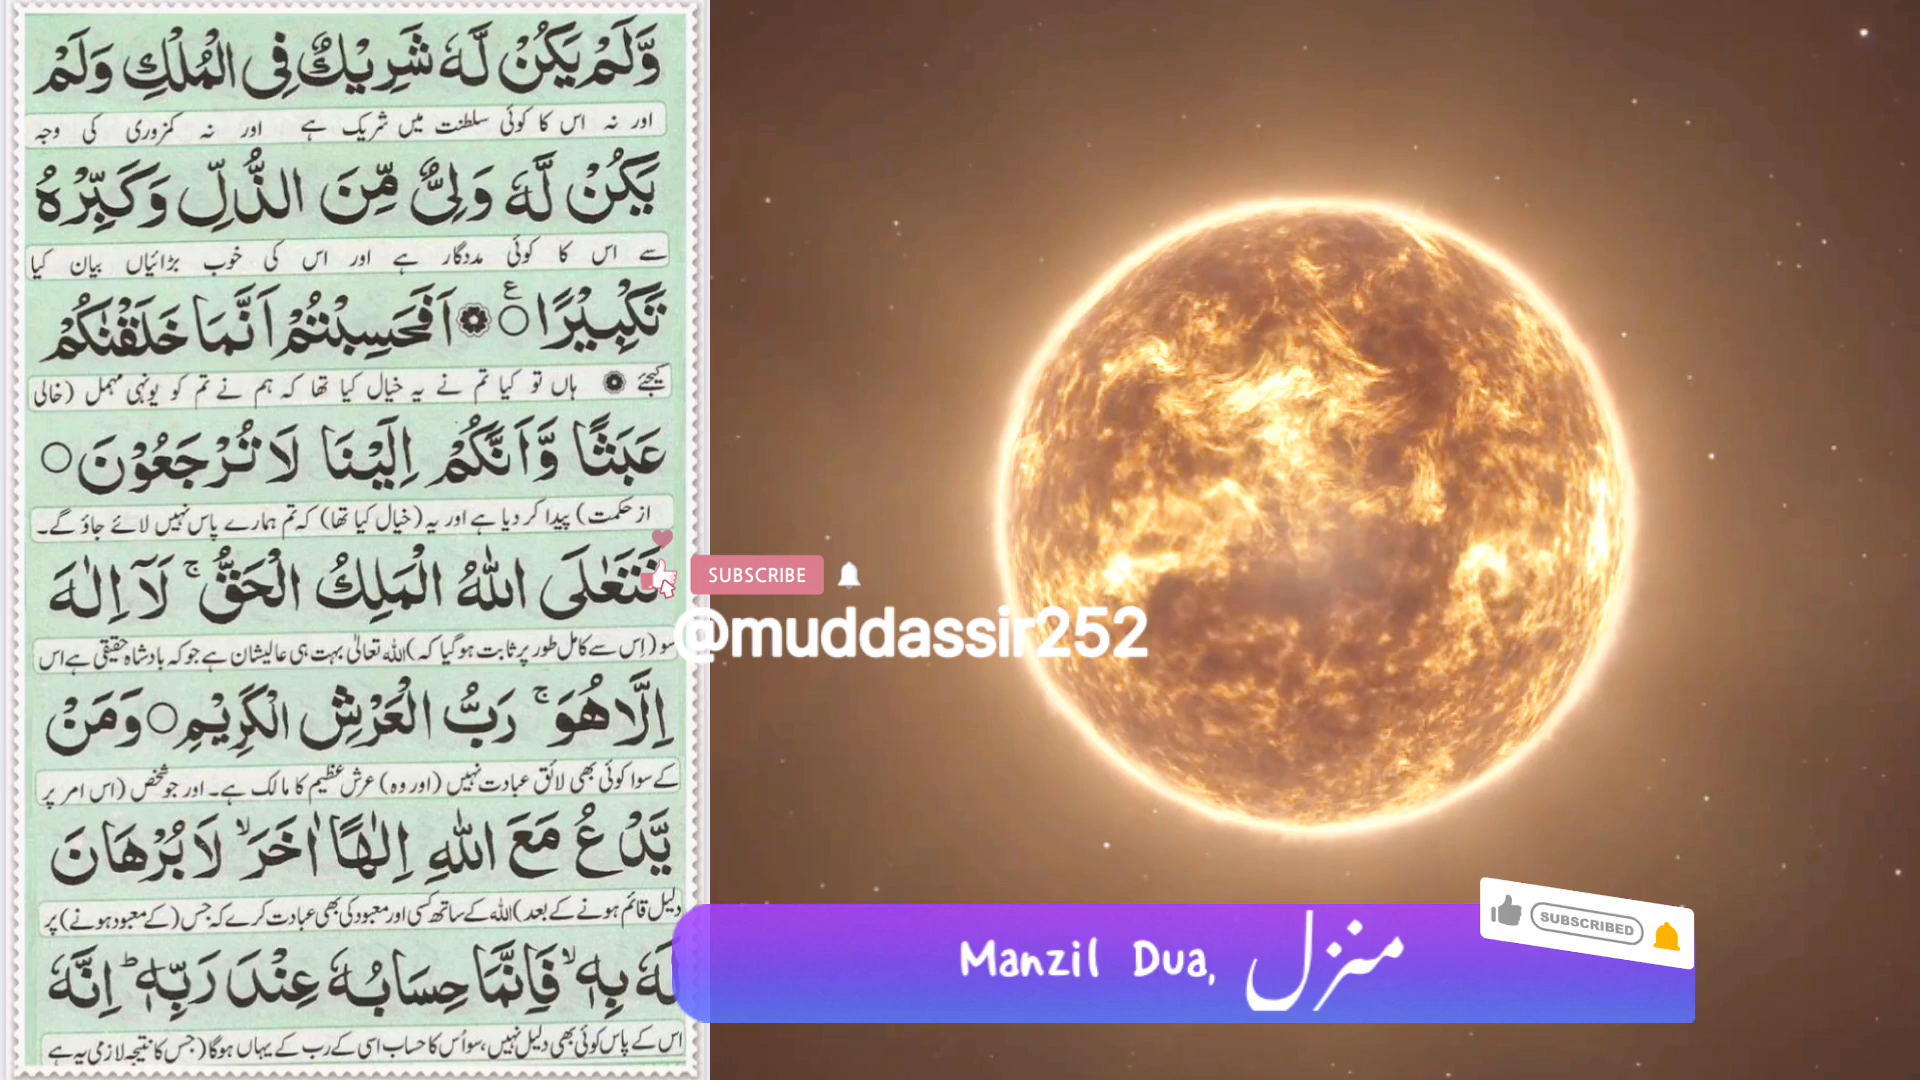 وَّلَمْ يَكُنْ لَّهٗ شَرِيْكٌ فِى الْمُلْكِ وَلَمْ
اور نہ اس کا کوئی سلطنت میں شریک ہے اور نہ کمزوری کی وجہ
يَكُنْ لَّهٗ وَلِىٌّ مِّنَ الذُّلِّ وَكَبِّرْهُ
سے اس کا کوئی مددگار ہے اور اس کی خوب بڑائیاں بیان کیا
تَكْبِيْرًا ○ع ❁ اَفَحَسِبْتُمْ اَنَّمَا خَلَقْنٰكُمْ
کیجئے ❁ ہاں تو کیا تم نے یہ خیال کیا تھا کہ ہم نے تم کو یونہی مہمل (خالی
عَبَثًا وَّاَنَّكُمْ اِلَيْنَا لَا تُرْجَعُوْنَ ○
از حکمت) پیدا کر دیا ہے اور یہ (خیال کیا تھا) کہ تم ہمارے پاس نہیں لائے جاؤ گے۔
فَتَعٰلَى اللّٰهُ الْمَلِكُ الْحَقُّ ۚ لَآ اِلٰهَ
سو (اِس سے کامل طور پر ثابت ہو گیا کہ) اللہ تعالٰی بہت ہی عالیشان ہے جو کہ بادشاہ حقیقی ہے اس
اِلَّا هُوَ ۚ رَبُّ الْعَرْشِ الْكَرِيْمِ ○ وَمَنْ
کے سوا کوئی بھی لائق عبادت نہیں (اور وہ) عرش عظیم کا مالک ہے۔ اور جو شخص (اس امر پر
يَّدْعُ مَعَ اللّٰهِ اِلٰهًا اٰخَرَ ۙ لَا بُرْهَانَ
دلیل قائم ہونے کے بعد) اللہ کے ساتھ کسی اور معبود کی بھی عبادت کرے کہ جس (کے معبود ہونے) پر
لَهٗ بِهٖ ۙ فَاِنَّمَا حِسَابُهٗ عِنْدَ رَبِّهٖ ؕ اِنَّهٗ
اس کے پاس کوئی بھی دلیل نہیں، سو اُس کا حساب اسی کے رب کے یہاں ہوگا (جس کا نتیجہ لازمی یہ ہے
SUBSCRIBE
@muddassir252
SUBSCRIBED
Manzil Dua, منزل